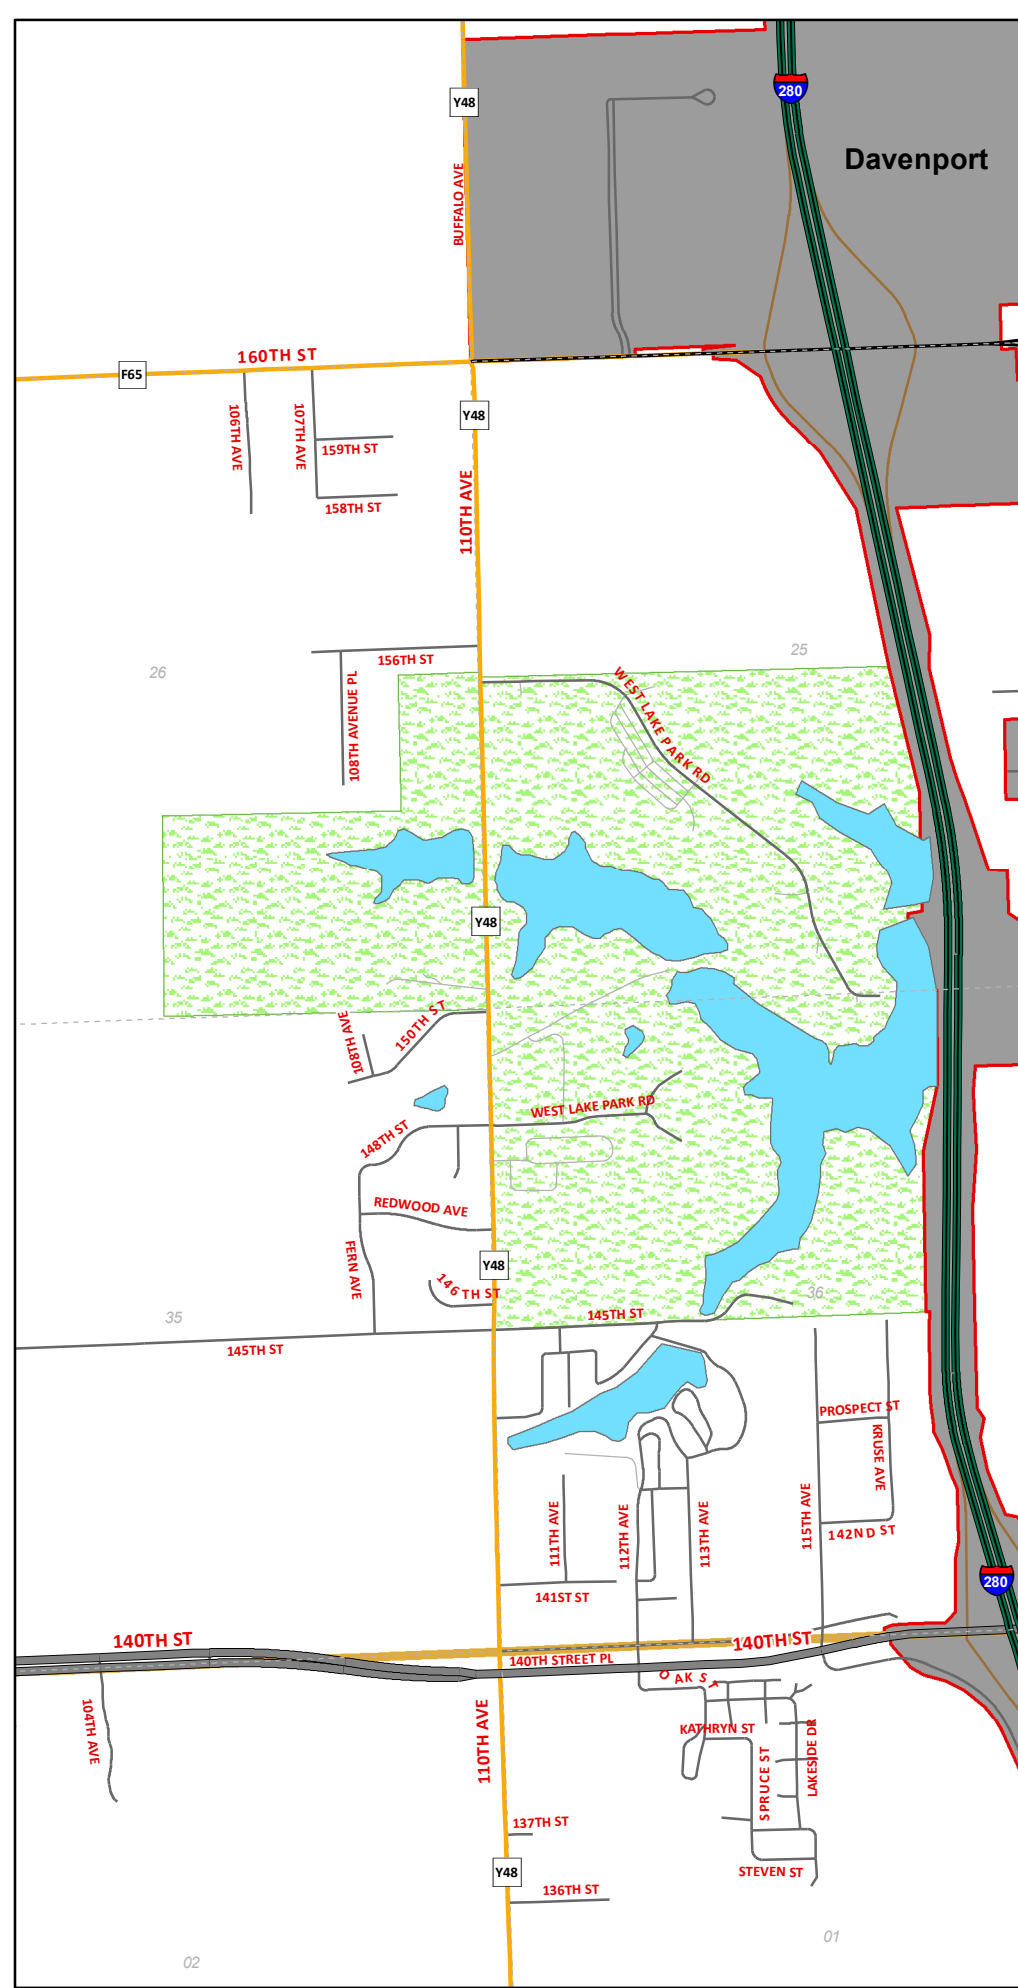 280
Y48
Davenport
BUFFALO AVE
160TH ST
F65
Y48
106TH AVE
107TH AVE
159TH ST
158TH ST
110TH AVE
25
26
156TH ST
108TH AVENUE PL
WEST LAKE PARK RD
Y48
150TH ST
108TH AVE
WEST LAKE PARK RD
148TH ST
REDWOOD AVE
FERN AVE
Y48
146 TH ST
36
35
145TH ST
145TH ST
PROSPECT ST
KRUSE AVE
111TH AVE
112TH AVE
113TH AVE
115TH AVE
142ND ST
280
141ST ST
140TH ST
140TH ST
140TH STREET PL
OAK ST
104TH AVE
110TH AVE
KATHRYN ST
SPRUCE ST
LAKESIDE DR
137TH ST
Y48
STEVEN ST
136TH ST
01
02